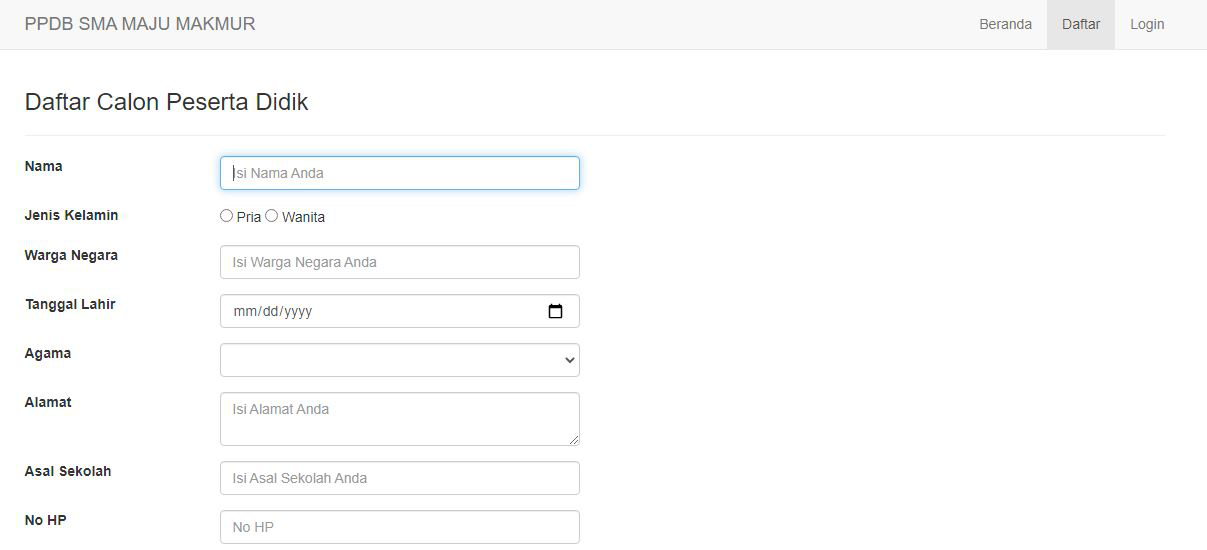 PPDB SMA MAJU MAKMUR Beranda Daftar Login
Daftar Calon Peserta Didik
Nama Isi Nama Anda
Jenis Kelamin Pria Wanita
Warga Negara Isi Warga Negara Anda
Tanggal Lahir mm/dd/yyyy
Agama
Alamat Isi Alamat Anda
Asal Sekolah Isi Asal Sekolah Anda
No HP No HP